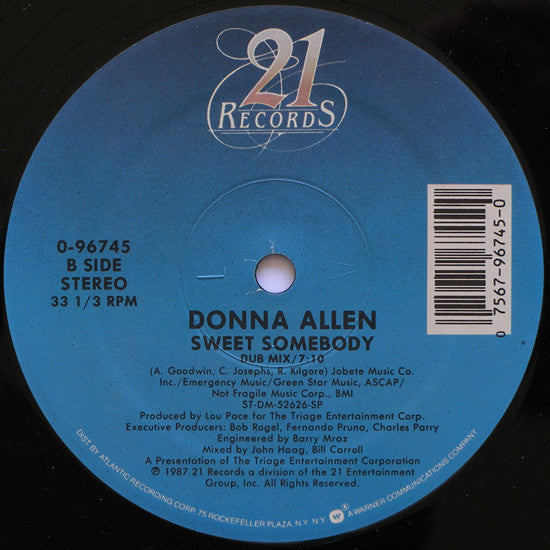 21
RECORDS
0-96745
B SIDE
STEREO
33 1/3 RPM
0 7567-96745-0
DONNA ALLEN
SWEET SOMEBODY
DUB MIX/7:10
(A. Goodwin, C. Josephs, R. Kilgore) Jobete Music Co.
Inc./Emergency Music/Green Star Music, ASCAP/
Not Fragile Music Corp., BMI
ST-DM-52626-SP
Produced by Lou Pace for The Triage Entertainment Corp.
Executive Producers: Bob Rogel, Fernando Pruna, Charles Parry
Engineered by Barry Mraz
Mixed by John Haag, Bill Carroll
A Presentation of The Triage Entertainment Corporation
℗ 1987 21 Records a division of the 21 Entertainment
Group, Inc. All Rights Reserved.
DIST. BY ATLANTIC RECORDING CORP. 75 ROCKEFELLER PLAZA. N.Y. N.Y. W ® A WARNER COMMUNICATIONS COMPANY